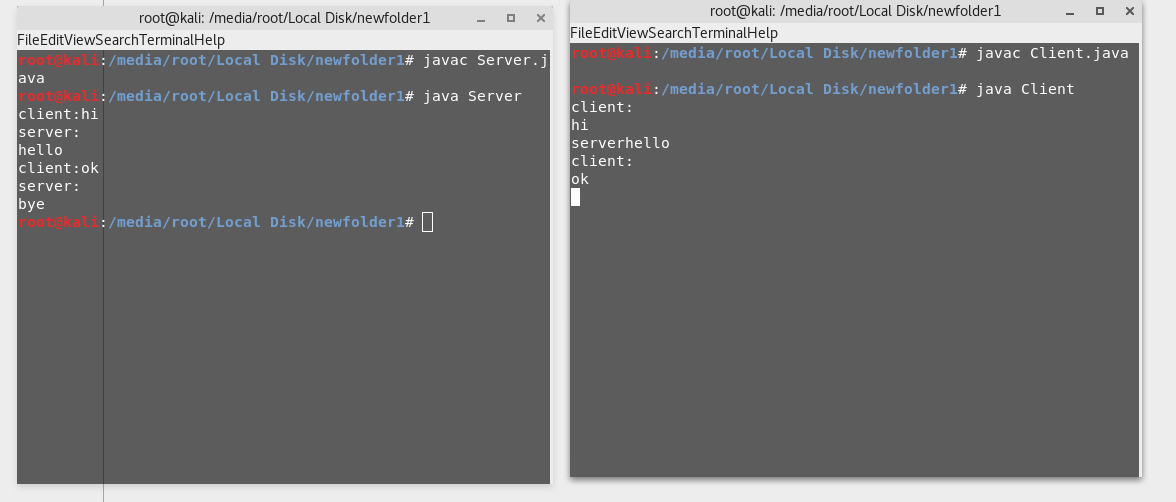 root@kali: /media/root/Local Disk/newfolder1
FileEditViewSearchTerminalHelp
root@kali:/media/root/Local Disk/newfolder1# javac Server.j
ava
root@kali:/media/root/Local Disk/newfolder1# java Server
client:hi
server:
hello
client:ok
server:
bye
root@kali:/media/root/Local Disk/newfolder1#
root@kali: /media/root/Local Disk/newfolder1
FileEditViewSearchTerminalHelp
root@kali:/media/root/Local Disk/newfolder1# javac Client.java
root@kali:/media/root/Local Disk/newfolder1# java Client
client:
hi
serverhello
client:
ok